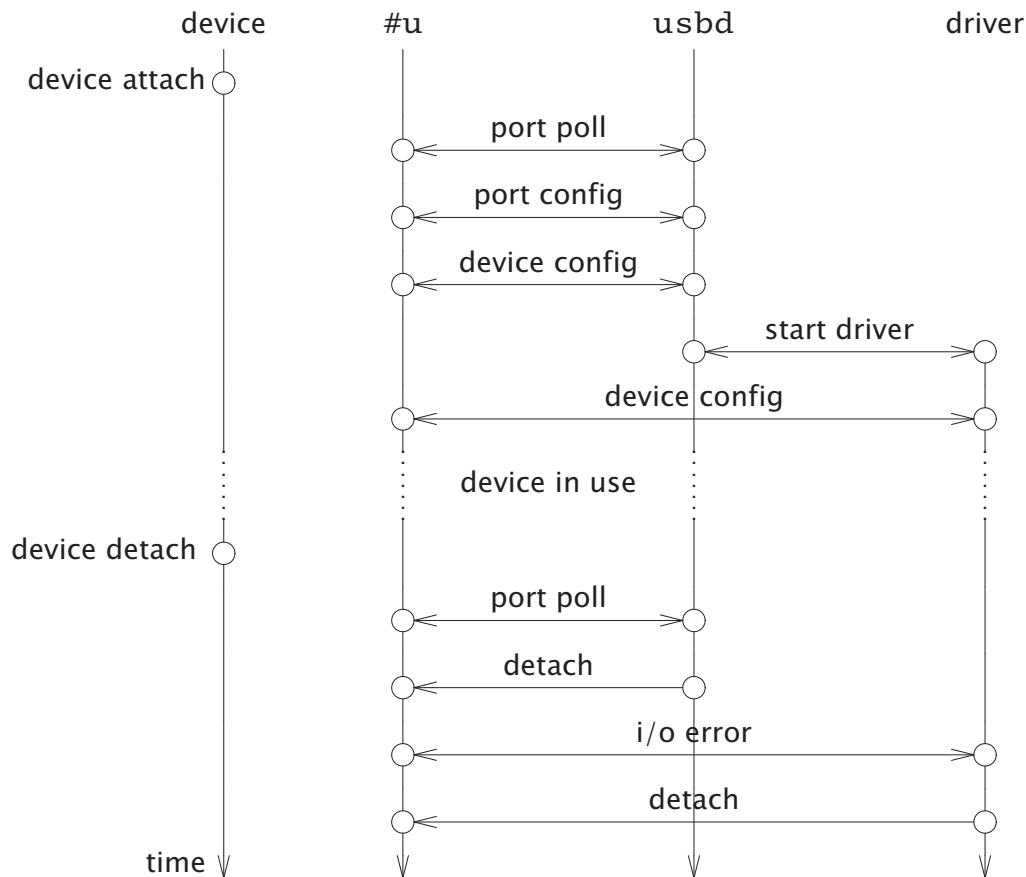 device #u usbd driver
device attach
port poll
port config
device config
start driver
device config
device in use
device detach
port poll
detach
i/o error
detach
time